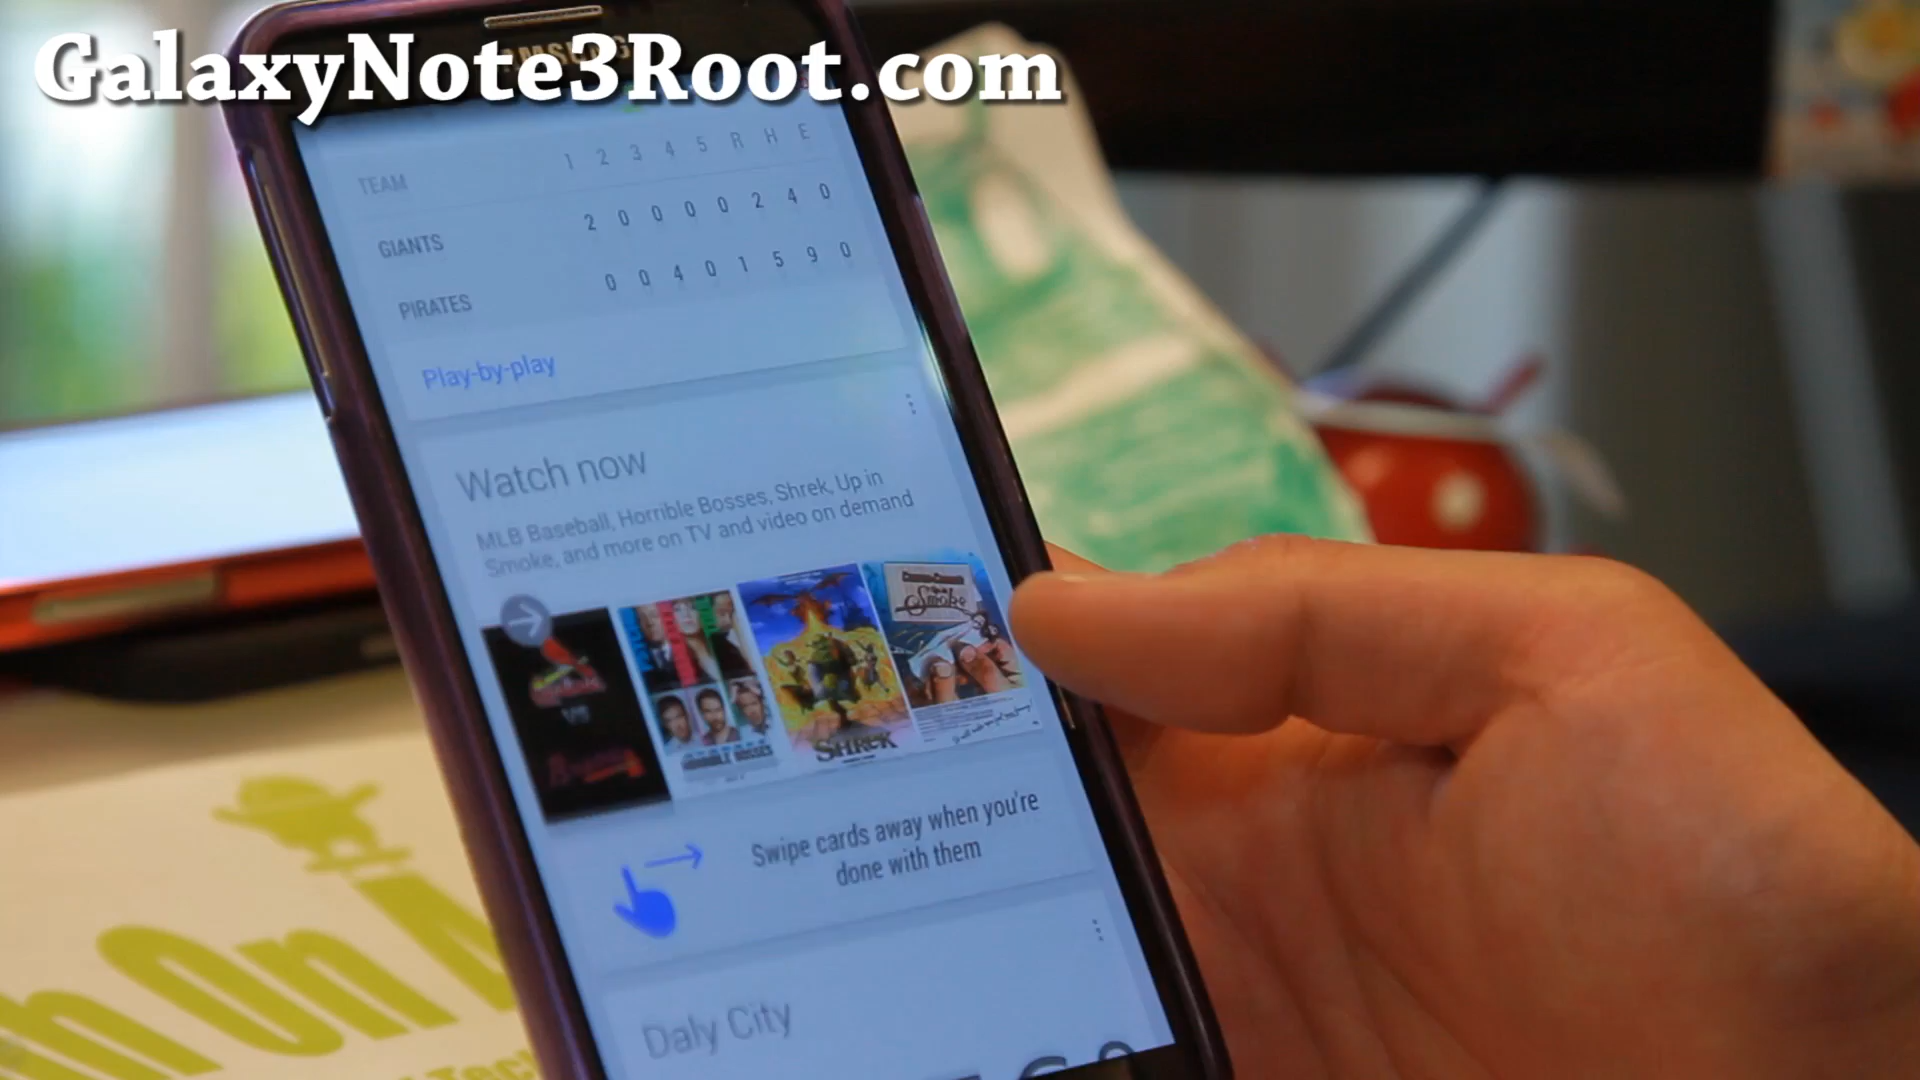 GalaxyNote3Root.com
SAMSUNG
TEAM 1 2 3 4 5 R H E
GIANTS 2 0 0 0 0 2 4 0
PIRATES 0 0 4 0 1 5 9 0
Play-by-play
Watch now
MLB Baseball, Horrible Bosses, Shrek, Up in
Smoke, and more on TV and video on demand
VS
HORRIBLE BOSSES
SHREK
Smoke
Swipe cards away when you're
done with them
Daly City
On